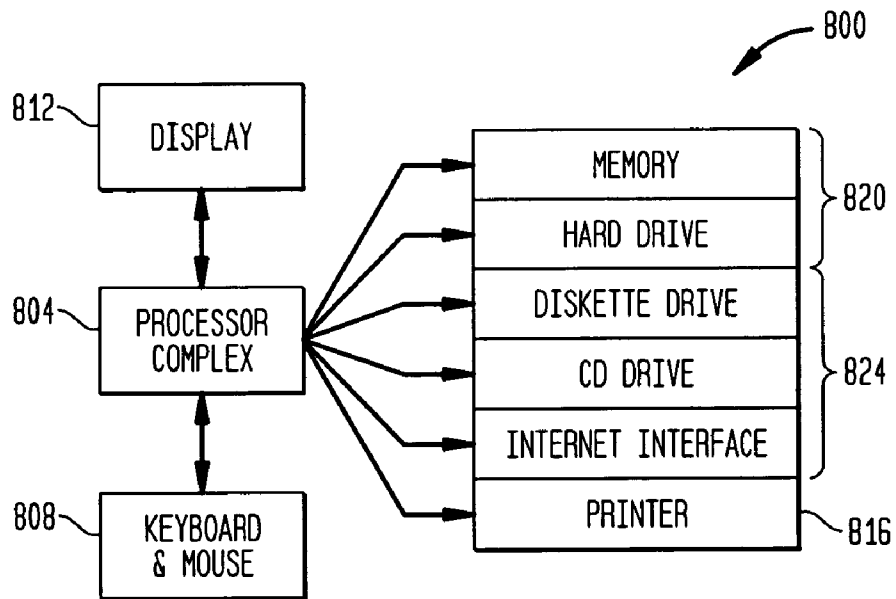 800
812
DISPLAY
MEMORY
820
HARD DRIVE
804
PROCESSOR
COMPLEX
DISKETTE DRIVE
CD DRIVE
824
INTERNET INTERFACE
808
KEYBOARD
& MOUSE
PRINTER
816